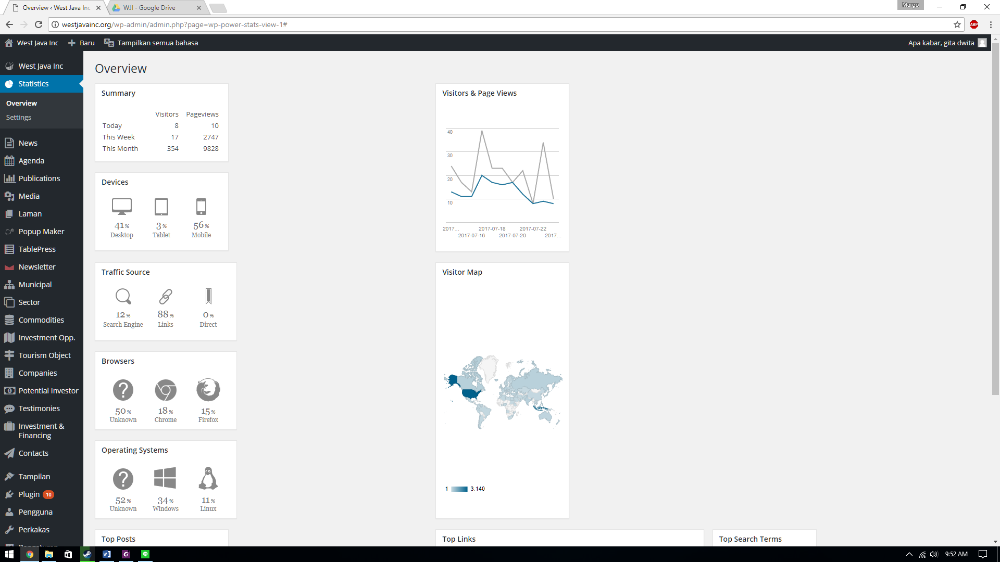 Overview ‹ West Java Inc
WJI - Google Drive
Margo
westjavainc.org/wp-admin/admin.php?page=wp-power-stats-view-1#
ABP
West Java Inc
Baru
Tampilkan semua bahasa
Apa kabar, gita dwita
West Java Inc
Statistics
Overview
Settings
News
Agenda
Publications
Media
Laman
Popup Maker
TablePress
Newsletter
Municipal
Sector
Commodities
Investment Opp.
Tourism Object
Companies
Potential Investor
Testimonies
Investment &
Financing
Contacts
Tampilan
Plugin 10
Pengguna
Perkakas
Overview
Summary
Visitors Pageviews
Today 8 10
This Week 17 2747
This Month 354 9828
Devices
41% 3% 56%
Desktop Tablet Mobile
Traffic Source
12% 88% 0%
Search Engine Links Direct
Browsers
50% 18% 15%
Unknown Chrome Firefox
Operating Systems
52% 34% 11%
Unknown Windows Linux
Top Posts
Visitors & Page Views
40
30
20
10
2017... 2017-07-18 2017-07-22
2017-07-16 2017-07-20 2017...
Visitor Map
1 3.140
Top Links
Top Search Terms
9:52 AM